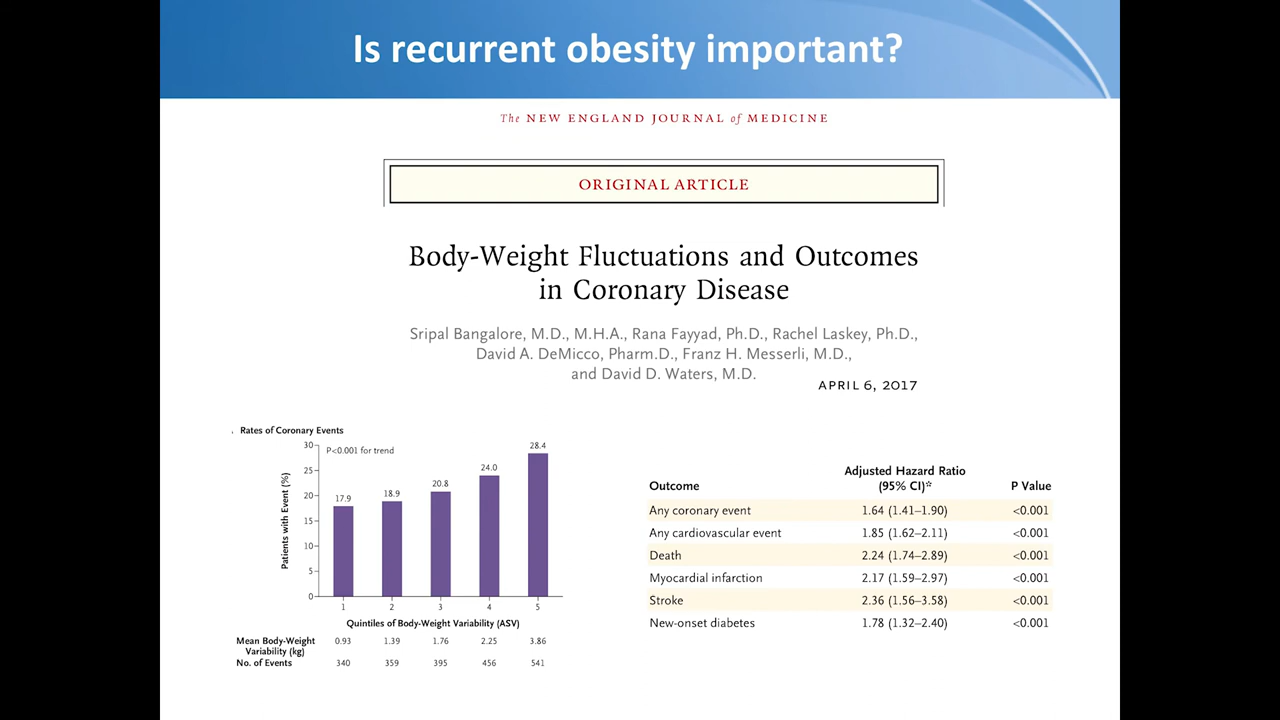 Is recurrent obesity important?
The NEW ENGLAND JOURNAL of MEDICINE
ORIGINAL ARTICLE
Body-Weight Fluctuations and Outcomes
in Coronary Disease
Sripal Bangalore, M.D., M.H.A., Rana Fayyad, Ph.D., Rachel Laskey, Ph.D.,
David A. DeMicco, Pharm.D., Franz H. Messerli, M.D.,
and David D. Waters, M.D.
APRIL 6, 2017
Rates of Coronary Events
P<0.001 for trend
Patients with Event (%)
30
25
20
15
10
5
0
17.9 18.9 20.8 24.0 28.4
1 2 3 4 5
Quintiles of Body-Weight Variability (ASV)
Mean Body-Weight 0.93 1.39 1.76 2.25 3.86
Variability (kg)
No. of Events 340 359 395 456 541
Adjusted Hazard Ratio
Outcome (95% CI)* P Value
Any coronary event 1.64 (1.41–1.90) <0.001
Any cardiovascular event 1.85 (1.62–2.11) <0.001
Death 2.24 (1.74–2.89) <0.001
Myocardial infarction 2.17 (1.59–2.97) <0.001
Stroke 2.36 (1.56–3.58) <0.001
New-onset diabetes 1.78 (1.32–2.40) <0.001